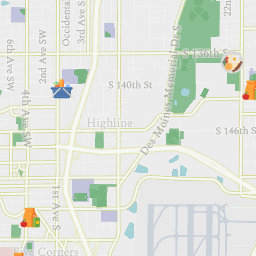 6th Ave SW
2nd Ave SW
Occidental
3rd Ave S
22n
S 136th St
S 140th St
Des Moines Memorial Dr S
4th Ave SW
Highline
S 146th St
1st Ave S
Five Corners